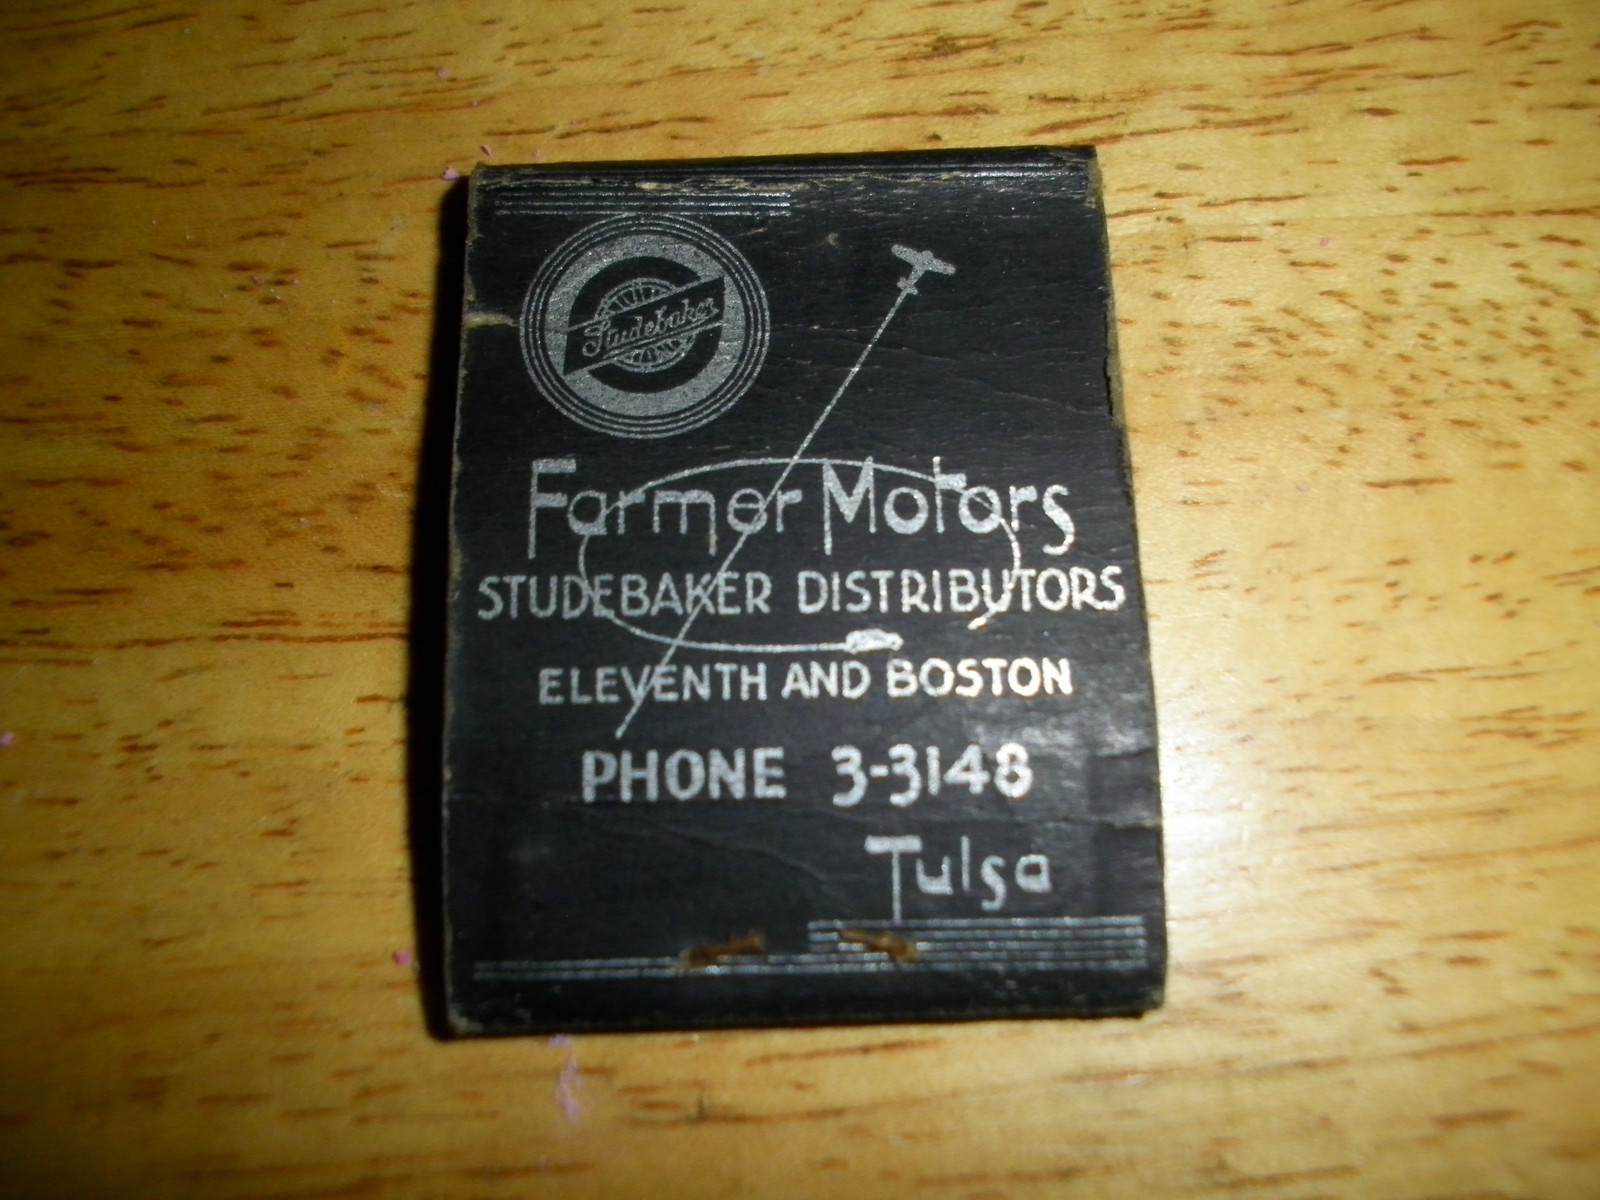 Studebaker
Farmer Motors
STUDEBAKER DISTRIBUTORS
ELEVENTH AND BOSTON
PHONE 3-3148
Tulsa